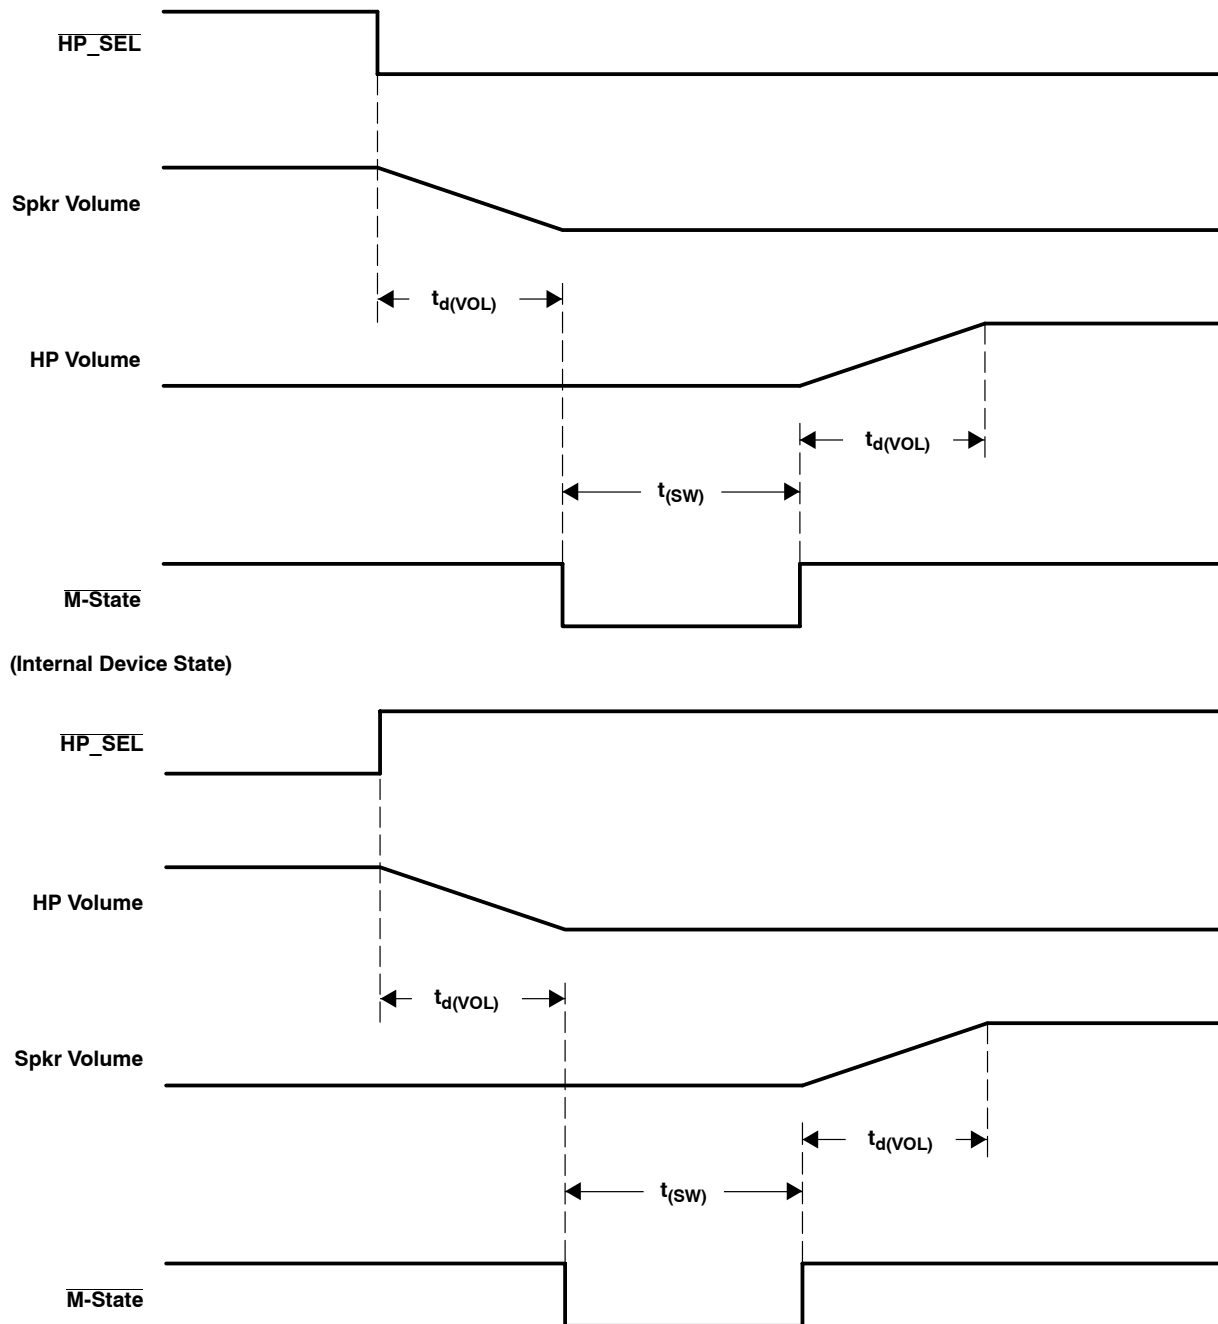 HP_SEL
Spkr Volume
td(VOL)
HP Volume
td(VOL)
t(SW)
M-State
(Internal Device State)
HP_SEL
HP Volume
td(VOL)
Spkr Volume
td(VOL)
t(SW)
M-State